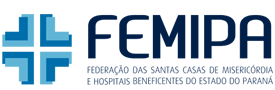 FEMIPA
FEDERAÇÃO DAS SANTAS CASAS DE MISERICÓRDIA
E HOSPITAIS BENEFICENTES DO ESTADO DO PARANÁ